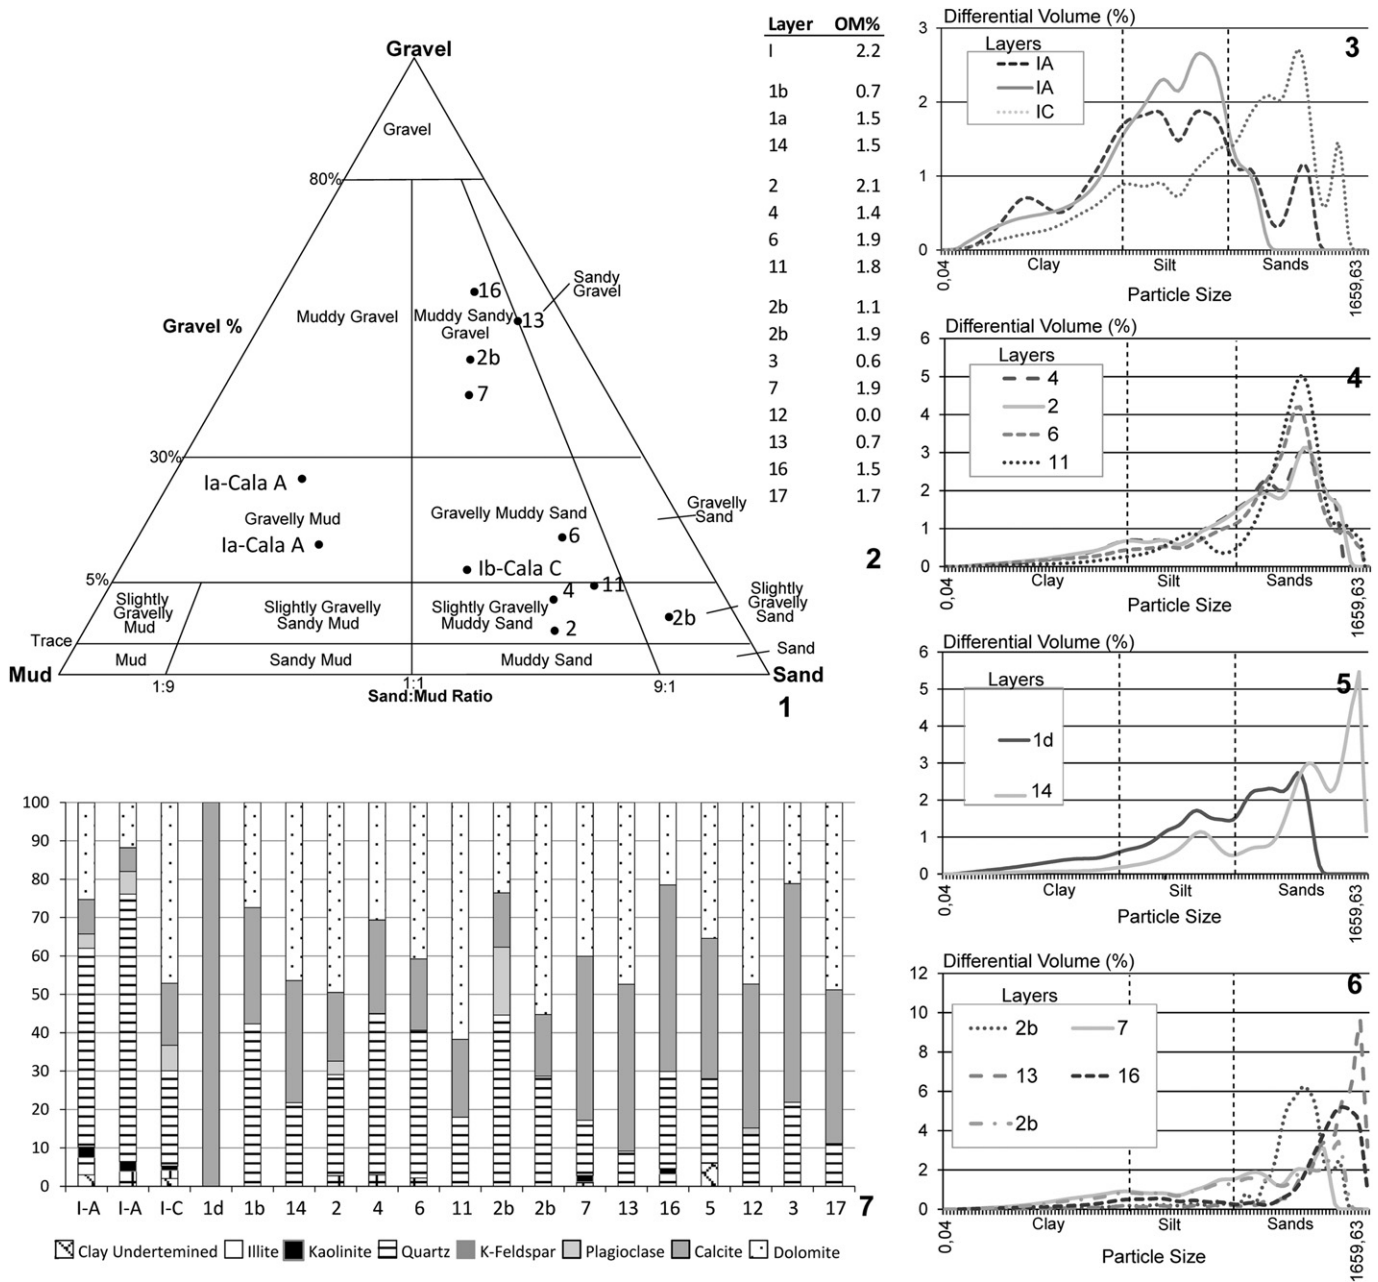 Gravel
Gravel
80%
Sandy
Gravel
16
Muddy Gravel
Muddy Sandy
Gravel
13
Gravel %
2b
7
30%
Ia-Cala A
Gravelly Mud
Ia-Cala A
Gravelly Muddy Sand
6
Gravelly
Sand
Ib-Cala C
5%
4
11
Slightly
Gravelly
Mud
Slightly Gravelly
Sandy Mud
Slightly Gravelly
Muddy Sand
2
2b
Slightly
Gravelly
Sand
Trace
Sand
Mud
Mud
Sandy Mud
Muddy Sand
Sand
1:9
1:1
9:1
Sand:Mud Ratio
1
Layer OM%
I 2.2
1b 0.7
1a 1.5
14 1.5
2 2.1
4 1.4
6 1.9
11 1.8
2b 1.1
2b 1.9
3 0.6
7 1.9
12 0.0
13 0.7
16 1.5
17 1.7
2
Differential Volume (%)
3
Layers
IA
IA
IC
3
2
1
0
0,04
Clay
Silt
Sands
1659,63
Particle Size
Differential Volume (%)
4
Layers
4
2
6
11
6
5
4
3
2
1
0
0,04
Clay
Silt
Sands
1659,63
Particle Size
Differential Volume (%)
5
Layers
1d
14
6
5
4
3
2
1
0
0,04
Clay
Silt
Sands
1659,63
Particle Size
Differential Volume (%)
6
Layers
2b 7
13 16
2b
12
10
8
6
4
2
0
0,04
Clay
Silt
Sands
1659,63
Particle Size
100
90
80
70
60
50
40
30
20
10
0
I-A I-A I-C 1d 1b 14 2 4 6 11 2b 2b 7 13 16 5 12 3 17
7
Clay Undertemined Illite Kaolinite Quartz K-Feldspar Plagioclase Calcite Dolomite